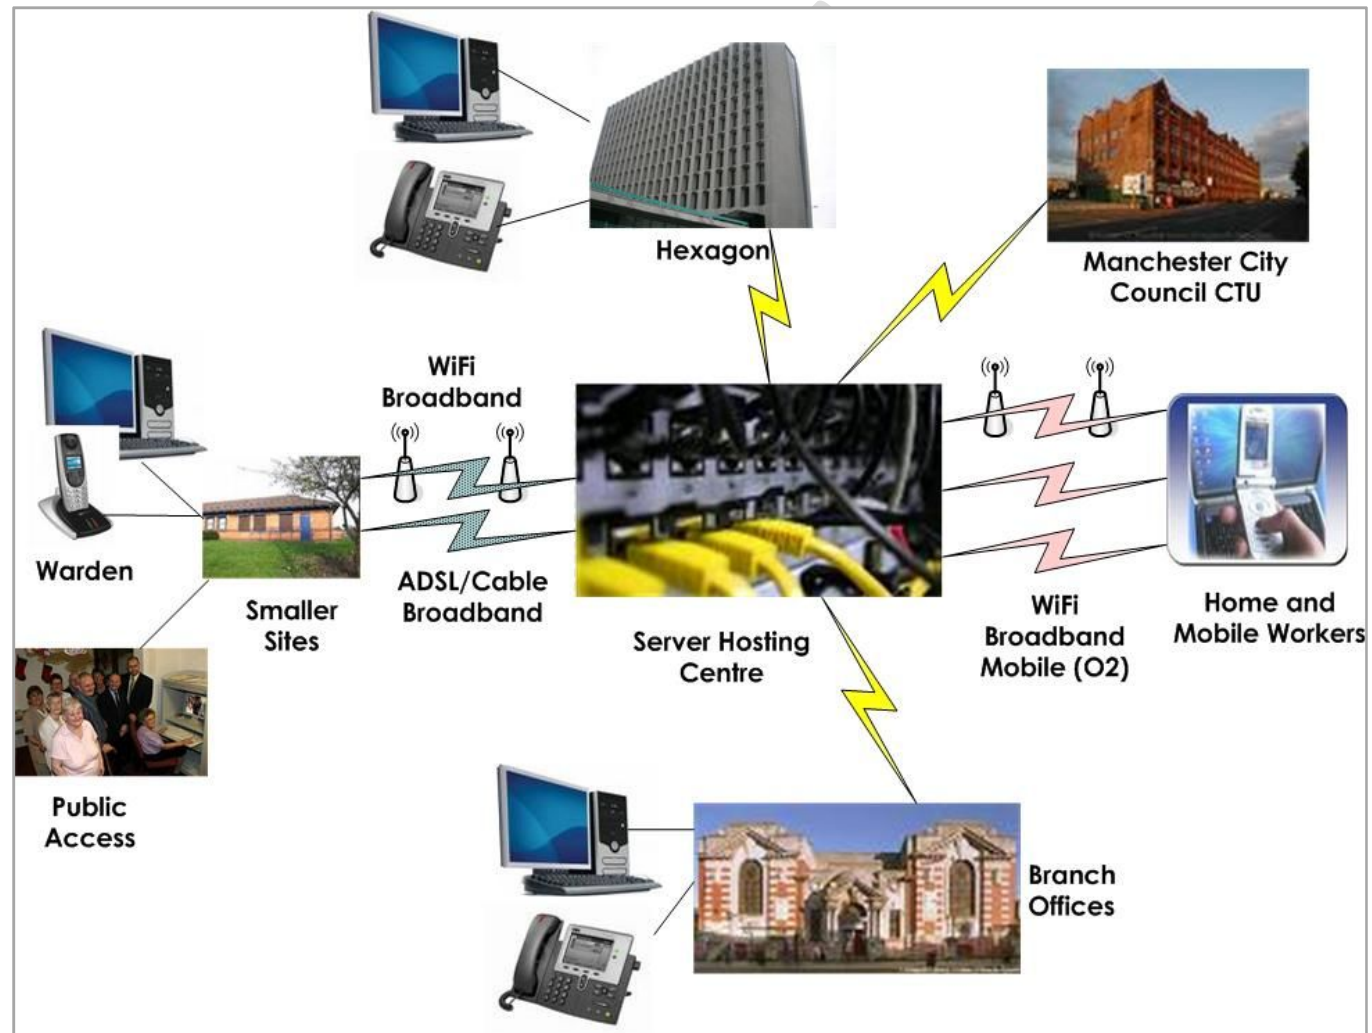 Hexagon
Manchester City
Council CTU
WiFi
Broadband
Warden
Smaller
Sites
ADSL/Cable
Broadband
Server Hosting
Centre
WiFi
Broadband
Mobile (O2)
Home and
Mobile Workers
Public
Access
Branch
Offices